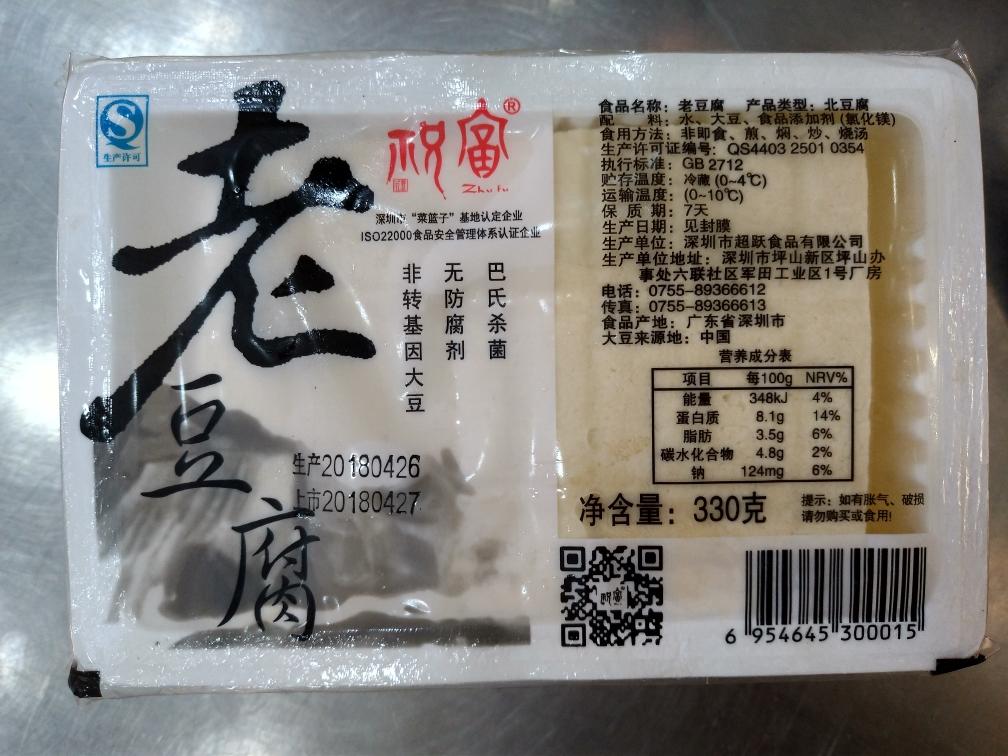 生产许可
老豆腐
祝富®
Zhu fu
深圳市“菜篮子”基地认定企业
ISO22000食品安全管理体系认证企业
巴氏杀菌
无防腐剂
非转基因大豆
生产20180426
上市20180427
食品名称：老豆腐 产品类型：北豆腐
配 料：水、大豆、食品添加剂(氯化镁)
食用方法：非即食、煎、焖、炒、烧汤
生产许可证编号：QS4403 2501 0354
执行标准：GB 2712
贮存温度：冷藏(0~4℃)
运输温度：(0~10℃)
保 质 期：7天
生产日期：见封膜
生产单位：深圳市超跃食品有限公司
生产单位地址：深圳市坪山新区坪山办
事处六联社区军田工业区1号厂房
电话：0755-89366612
传真：0755-89366613
食品产地：广东省深圳市
大豆来源地：中国
营养成分表
项目 每100g NRV%
能量 348kJ 4%
蛋白质 8.1g 14%
脂肪 3.5g 6%
碳水化合物 4.8g 2%
钠 124mg 6%
净含量：330克
提示：如有胀气、破损
请勿购买或食用!
祝富
6 954645 300015